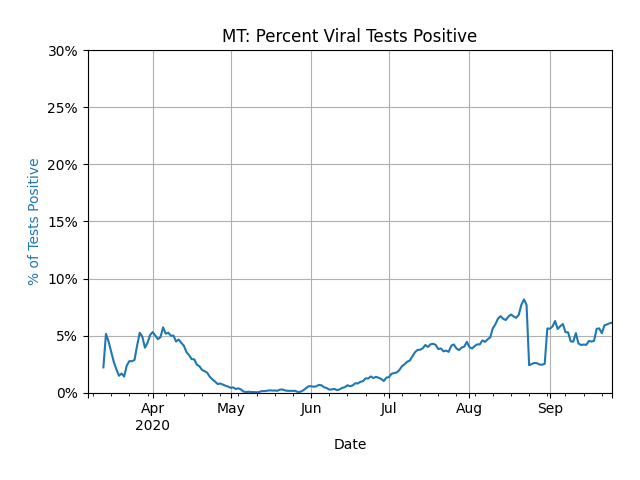 MT: Percent Viral Tests Positive
30%
25%
20%
15%
10%
5%
0%
% of Tests Positive
Apr May Jun Jul Aug Sep
2020
Date